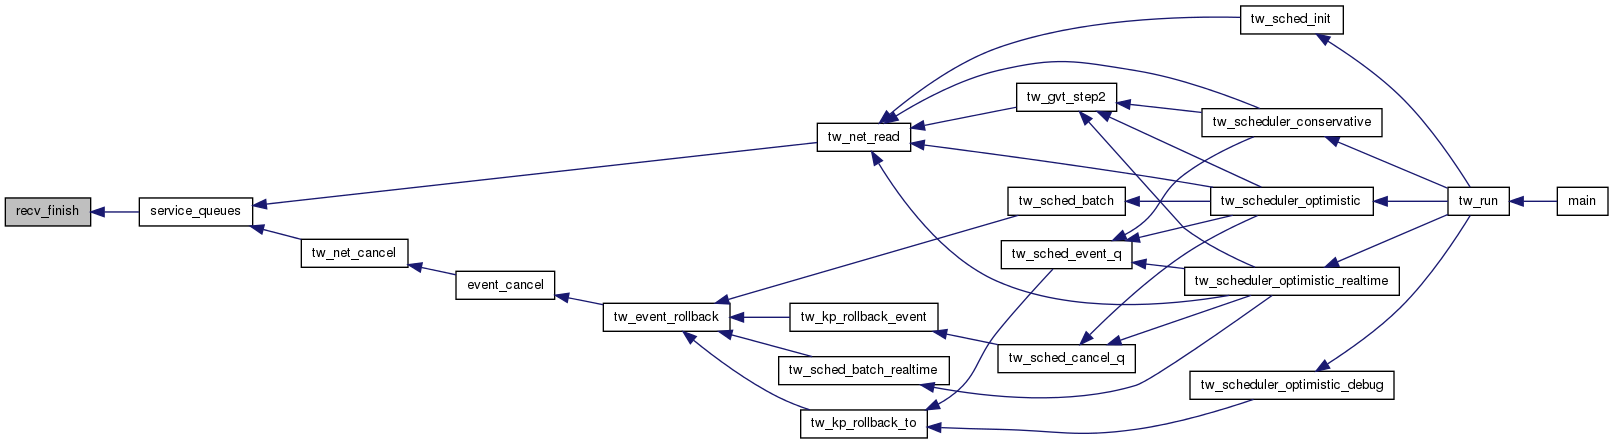 recv_finish
service_queues
tw_net_read
tw_net_cancel
event_cancel
tw_event_rollback
tw_sched_init
tw_gvt_step2
tw_scheduler_conservative
tw_sched_batch
tw_scheduler_optimistic
tw_run
main
tw_sched_event_q
tw_scheduler_optimistic_realtime
tw_kp_rollback_event
tw_sched_cancel_q
tw_sched_batch_realtime
tw_scheduler_optimistic_debug
tw_kp_rollback_to